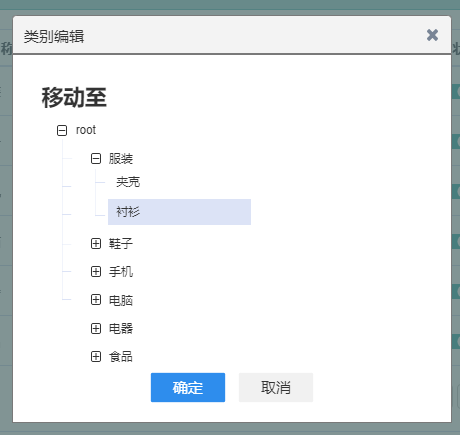 类别编辑
移动至
root
服装
夹克
衬衫
鞋子
手机
电脑
电器
食品
确定
取消